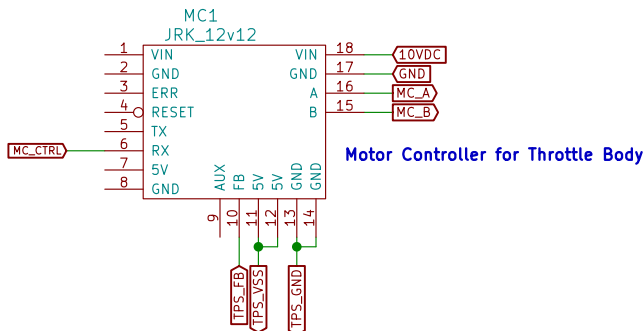 MC1
JRK_12v12
1 VIN VIN 18 10VDC
2 GND GND 17 GND
3 ERR A 16 MC_A
4 RESET B 15 MC_B
5 TX
MC_CTRL 6 RX
7 5V
8 GND
Motor Controller for Throttle Body
AUX FB 5V 5V GND GND
9 10 11 12 13 14
TPS_FB TPS_VSS TPS_GND